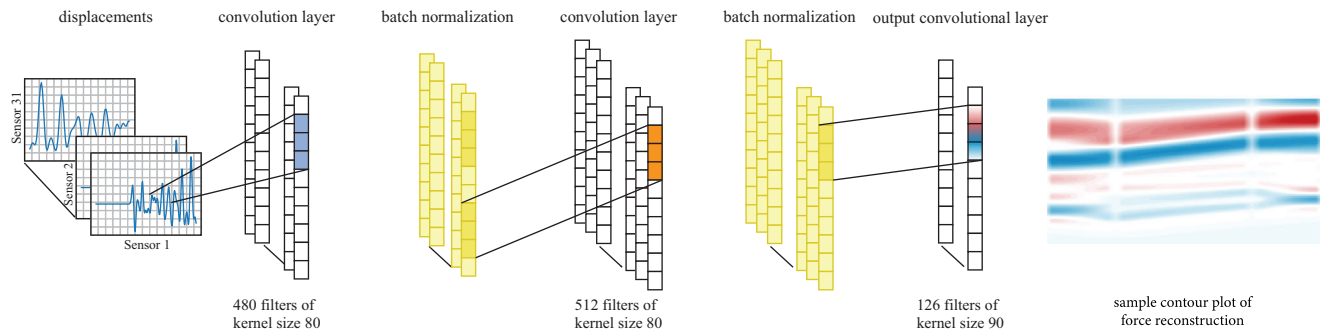 displacements
convolution layer
batch normalization
convolution layer
batch normalization
output convolutional layer
Sensor 31
Sensor 2
Sensor 1
480 filters of
kernel size 80
512 filters of
kernel size 80
126 filters of
kernel size 90
sample contour plot of
force reconstruction